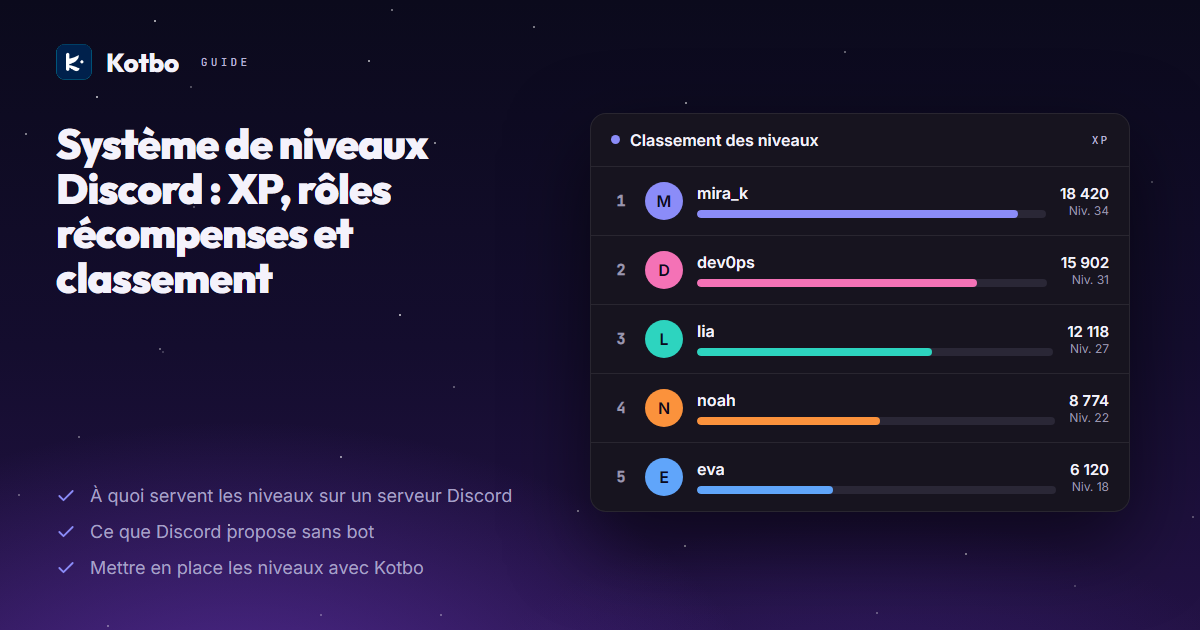 Kotbo GUIDE
Système de niveaux
Discord : XP, rôles
récompenses et
classement
À quoi servent les niveaux sur un serveur Discord
Ce que Discord propose sans bot
Mettre en place les niveaux avec Kotbo
Classement des niveaux XP
1 M mira_k 18 420
Niv. 34
2 D dev0ps 15 902
Niv. 31
3 L lia 12 118
Niv. 27
4 N noah 8 774
Niv. 22
5 E eva 6 120
Niv. 18